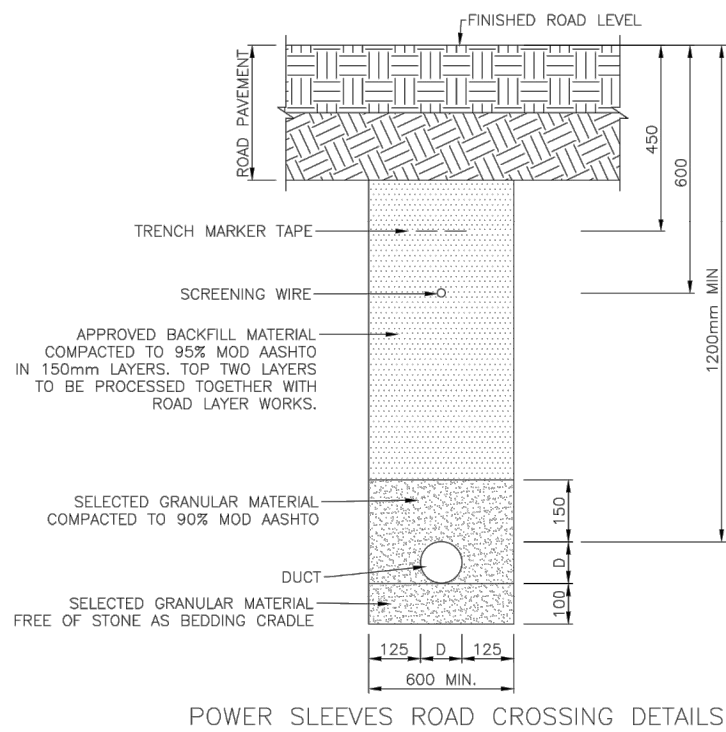 FINISHED ROAD LEVEL
ROAD PAVEMENT
450
600
1200mm MIN
TRENCH MARKER TAPE
SCREENING WIRE
APPROVED BACKFILL MATERIAL
COMPACTED TO 95% MOD AASHTO
IN 150mm LAYERS. TOP TWO LAYERS
TO BE PROCESSED TOGETHER WITH
ROAD LAYER WORKS.
SELECTED GRANULAR MATERIAL
COMPACTED TO 90% MOD AASHTO
150
DUCT
D
SELECTED GRANULAR MATERIAL
FREE OF STONE AS BEDDING CRADLE
100
125 D 125
600 MIN.
POWER SLEEVES ROAD CROSSING DETAILS